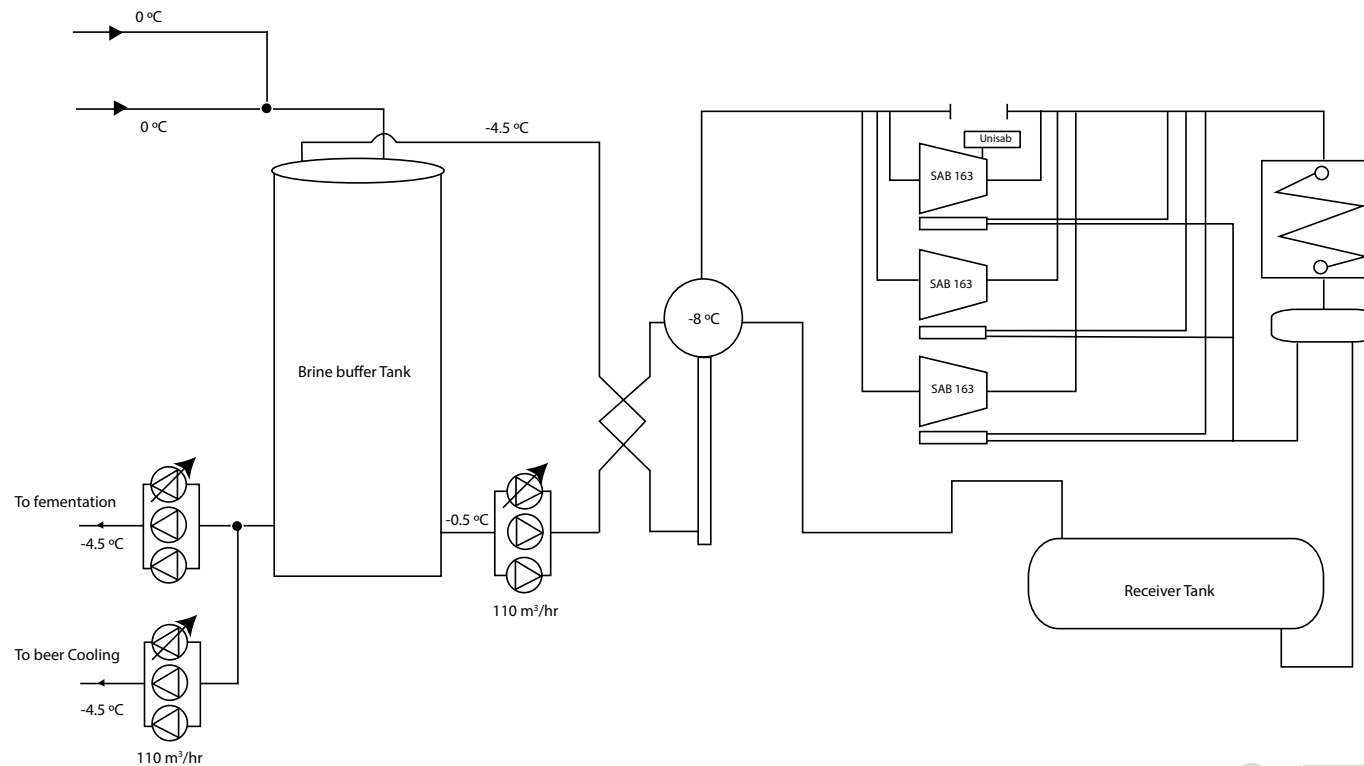 0 ºC
0 ºC
-4.5 ºC
Unisab
SAB 163
SAB 163
-8 ºC
Brine buffer Tank
SAB 163
To fementation
-4.5 ºC
-0.5 ºC
110 m³/hr
Receiver Tank
To beer Cooling
-4.5 ºC
110 m³/hr